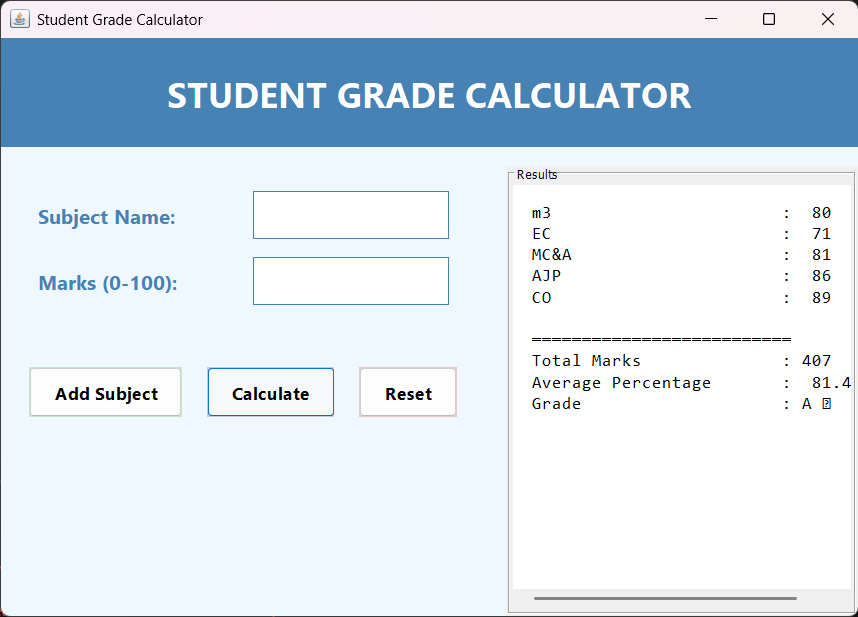 Student Grade Calculator
STUDENT GRADE CALCULATOR
Subject Name:
Marks (0-100):
Add Subject
Calculate
Reset
Results
m3 : 80
EC : 71
MC&A : 81
AJP : 86
CO : 89
==========================
Total Marks : 407
Average Percentage : 81.4
Grade : A